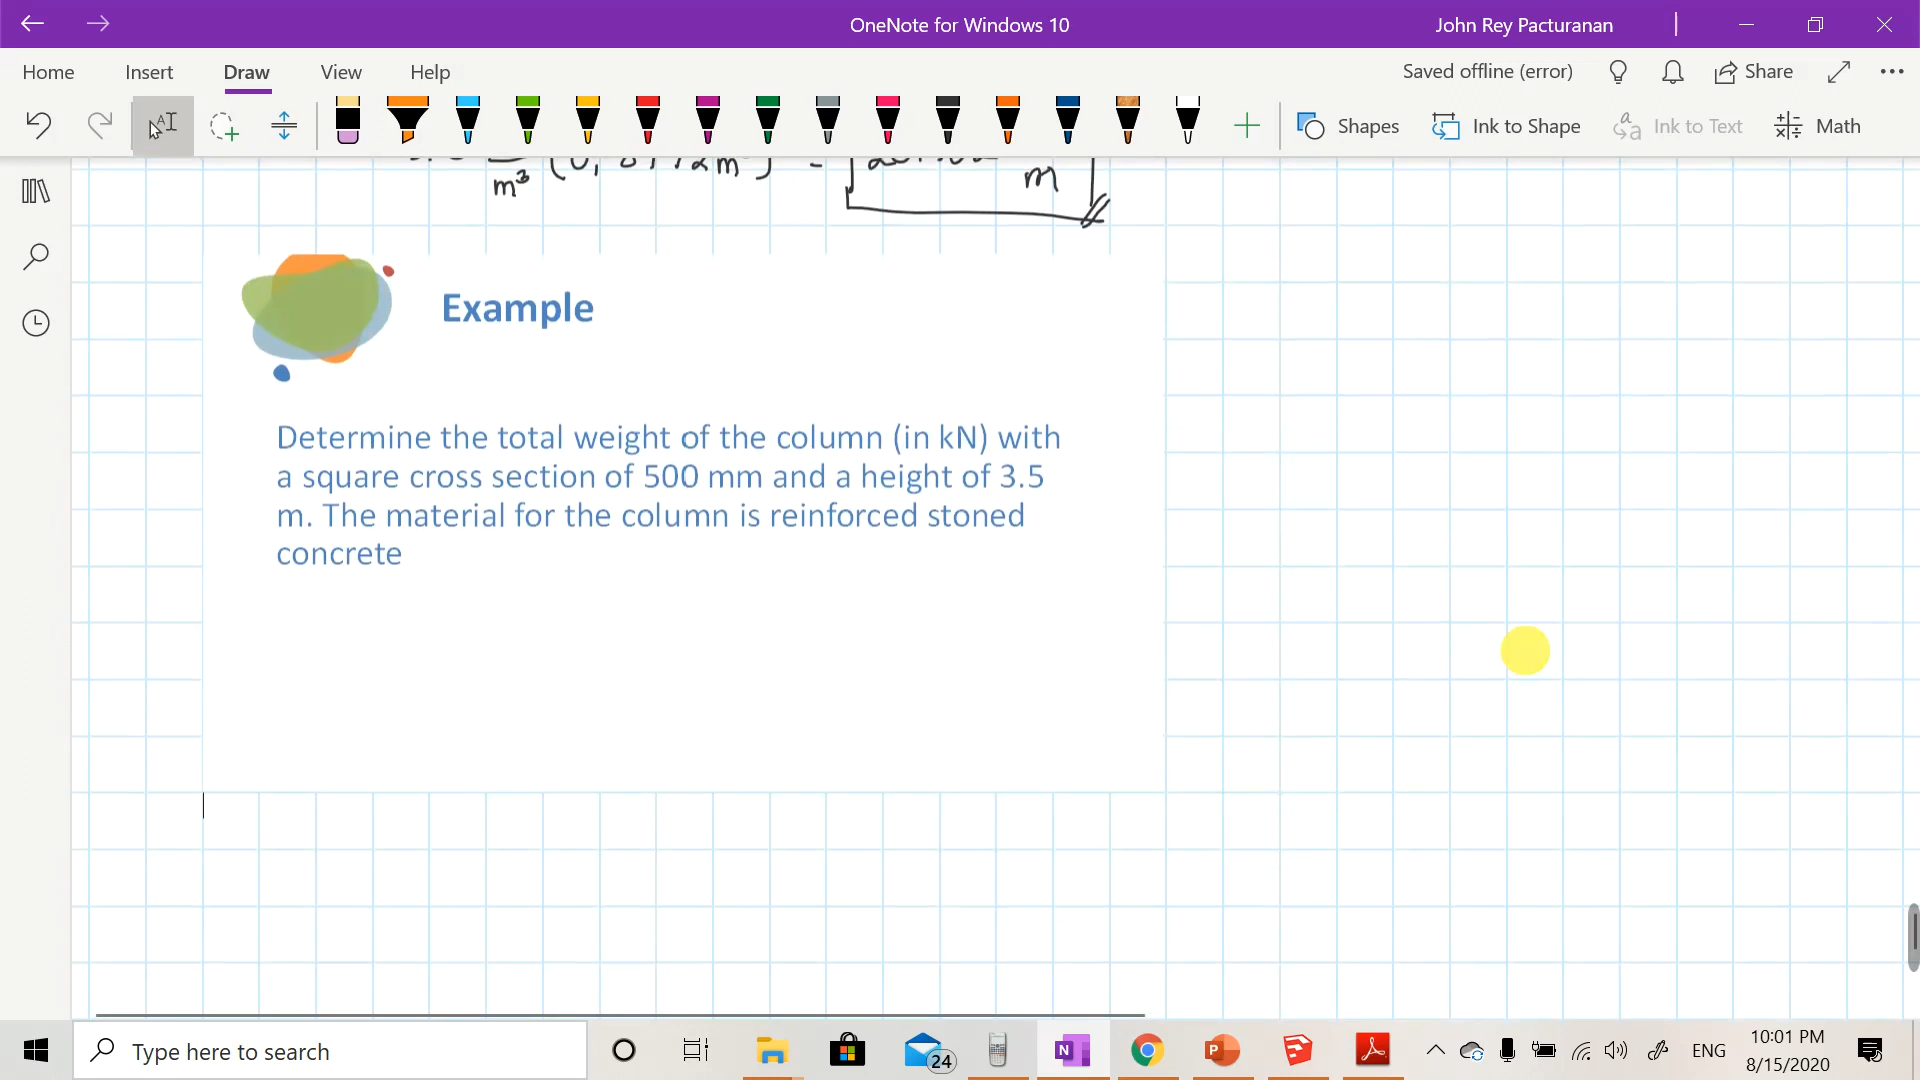 OneNote for Windows 10
John Rey Pacturanan
Home Insert Draw View Help
Saved offline (error) Share
Shapes Ink to Shape Ink to Text Math
m³
m
Example
Determine the total weight of the column (in kN) with
a square cross section of 500 mm and a height of 3.5
m. The material for the column is reinforced stoned
concrete
Type here to search
24
ENG
10:01 PM
8/15/2020